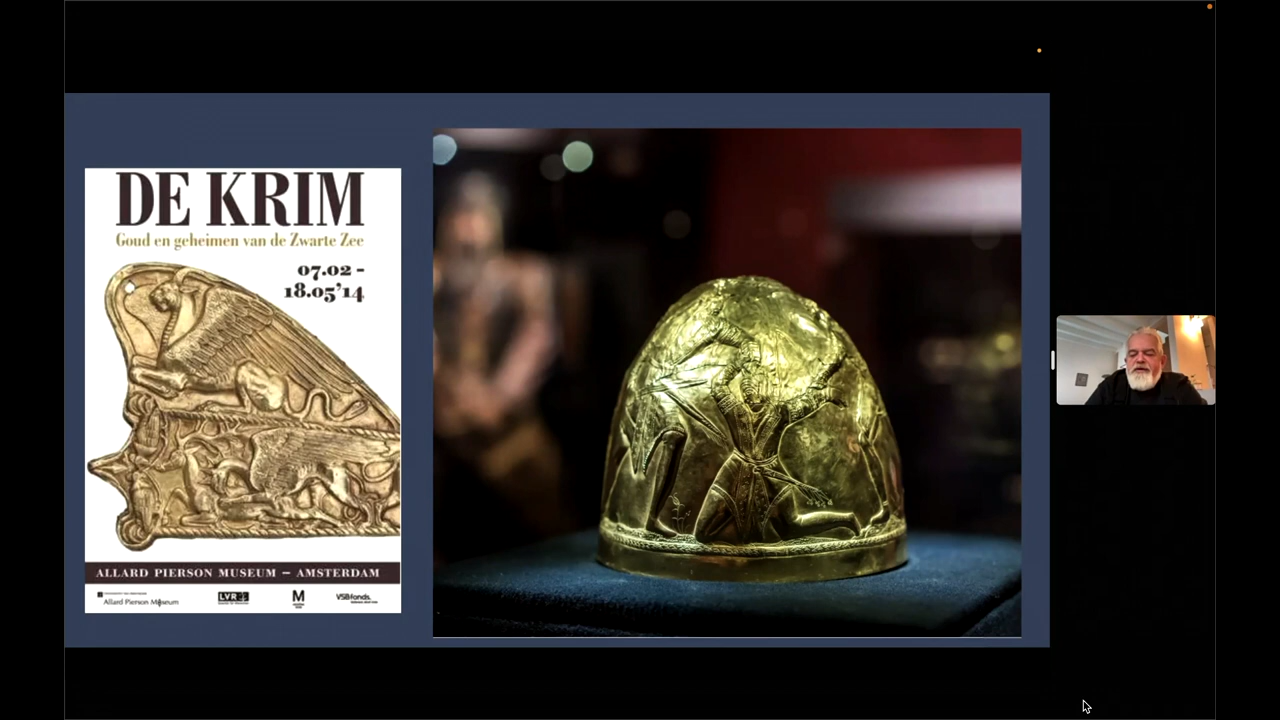 DE KRIM
Goud en geheimen van de Zwarte Zee
07.02 –
18.05’14
ALLARD PIERSON MUSEUM – AMSTERDAM
Allard Pierson Museum
LVR
M
VSBfonds.